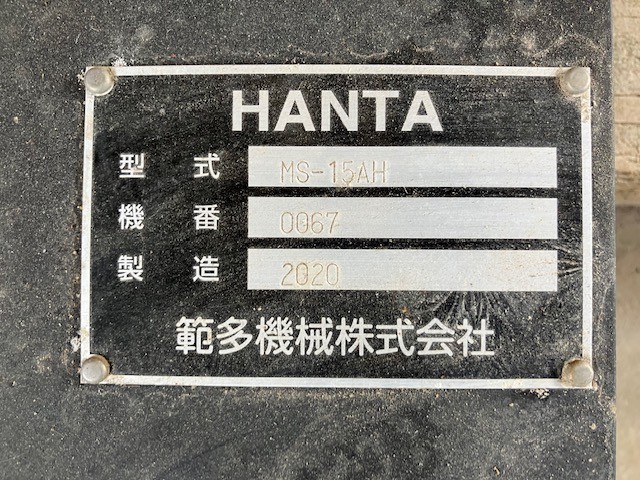 HANTA
型式 MS-15AH
機番 0067
製造 2020
範多機械株式会社